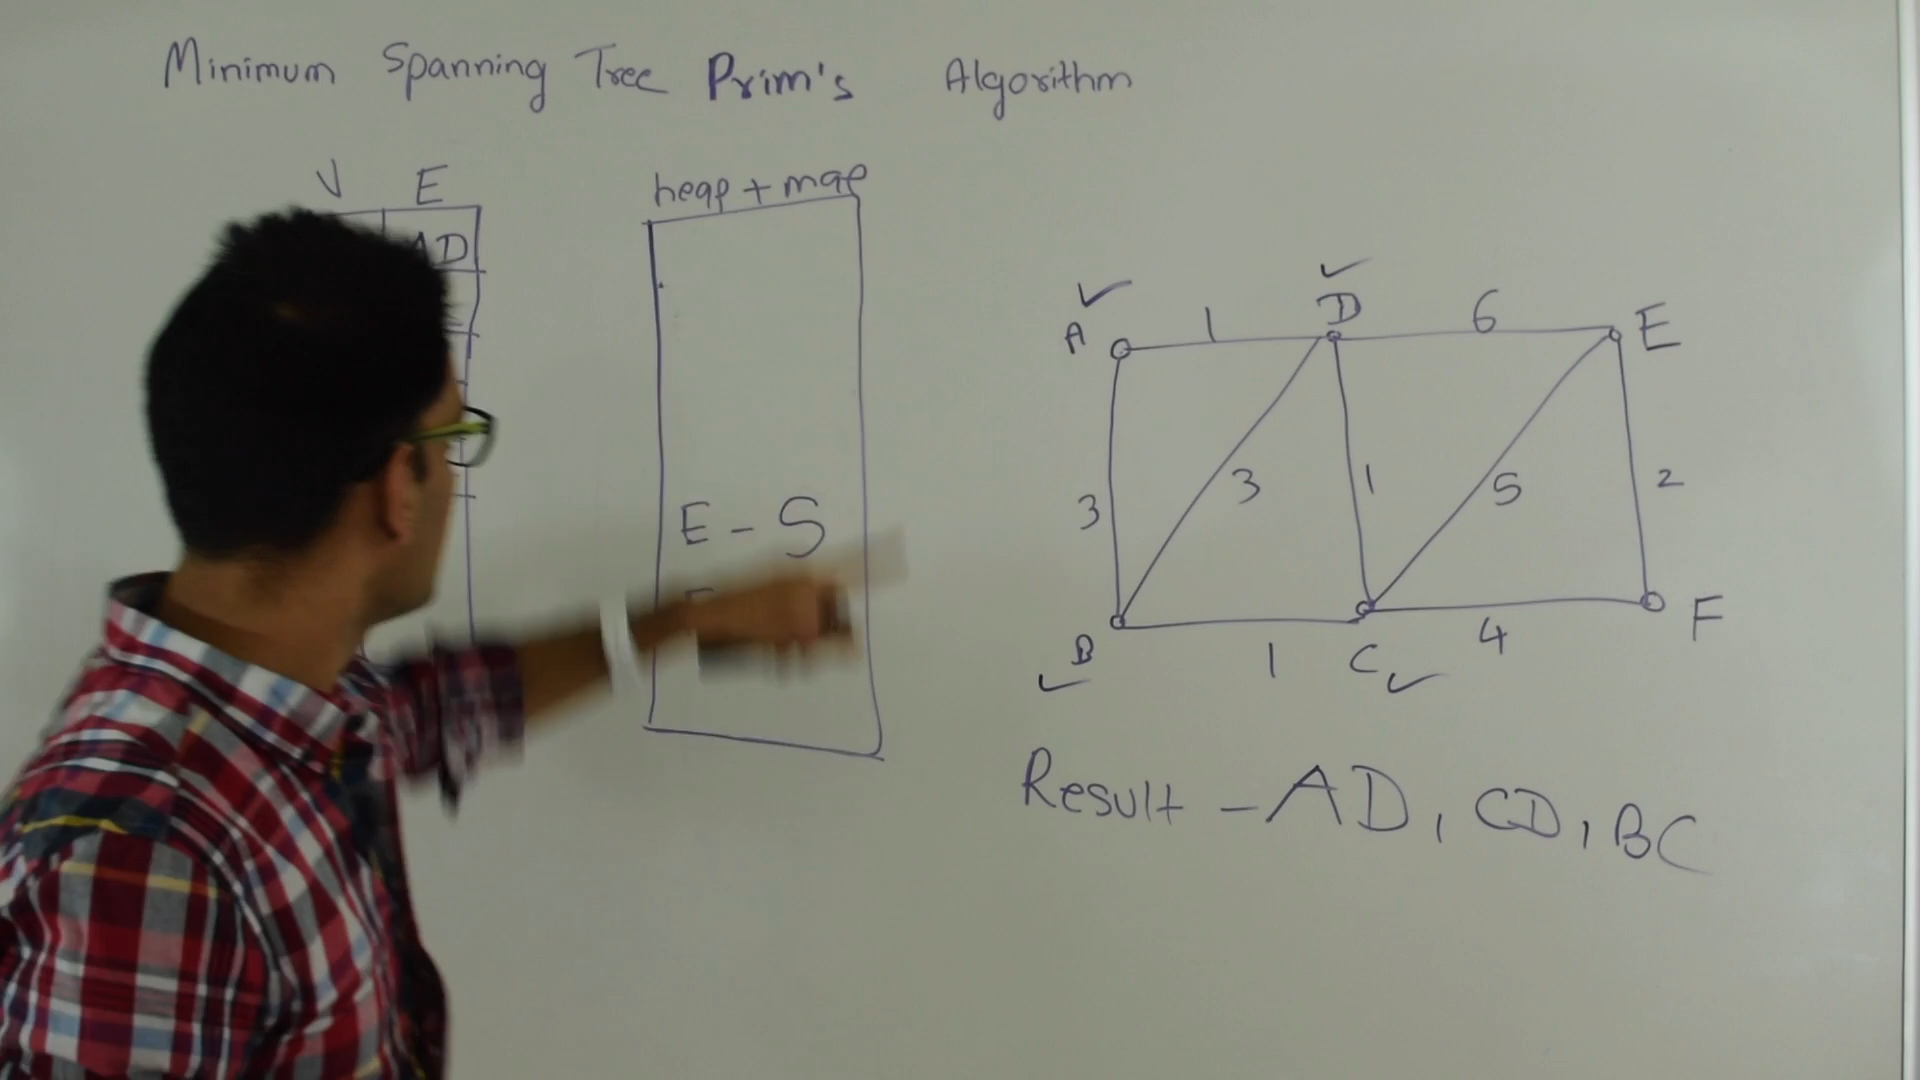 Minimum Spanning Tree Prim's Algorithm
V E
AD
heap + map
E - 5
A 1 D 6 E
3 3 1 5 2
B 1 C 4 F
Result - AD, CD, BC